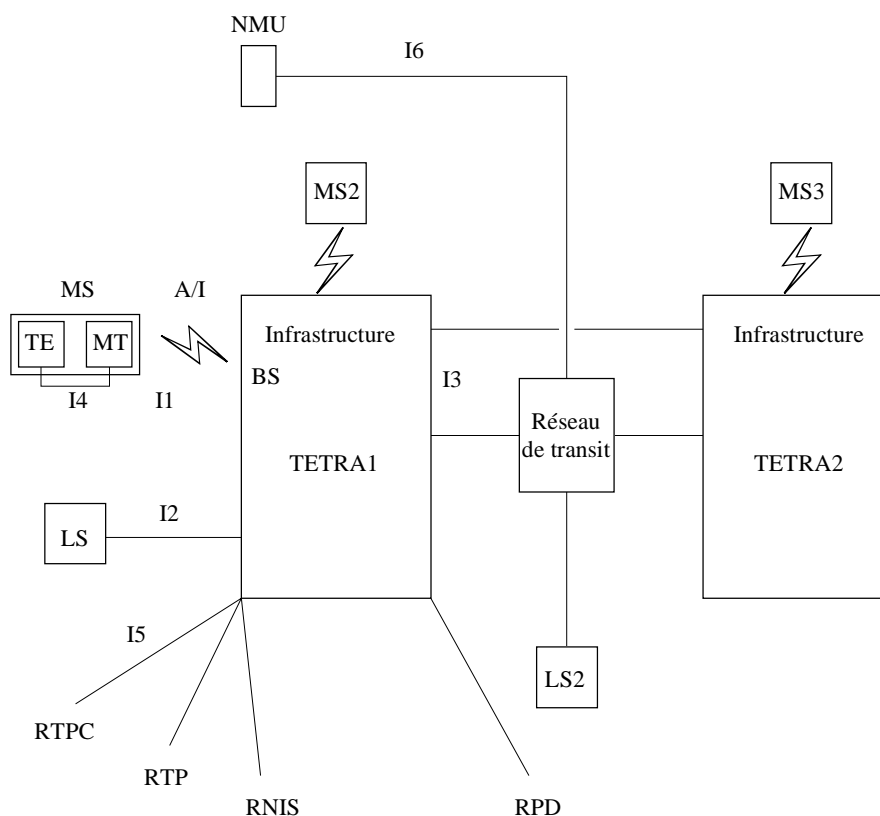 NMU
I6
MS2
MS3
MS
A/I
TE
MT
I4
I1
Infrastructure
BS
I3
TETRA1
Réseau
de transit
Infrastructure
TETRA2
LS
I2
I5
LS2
RTPC
RTP
RNIS
RPD